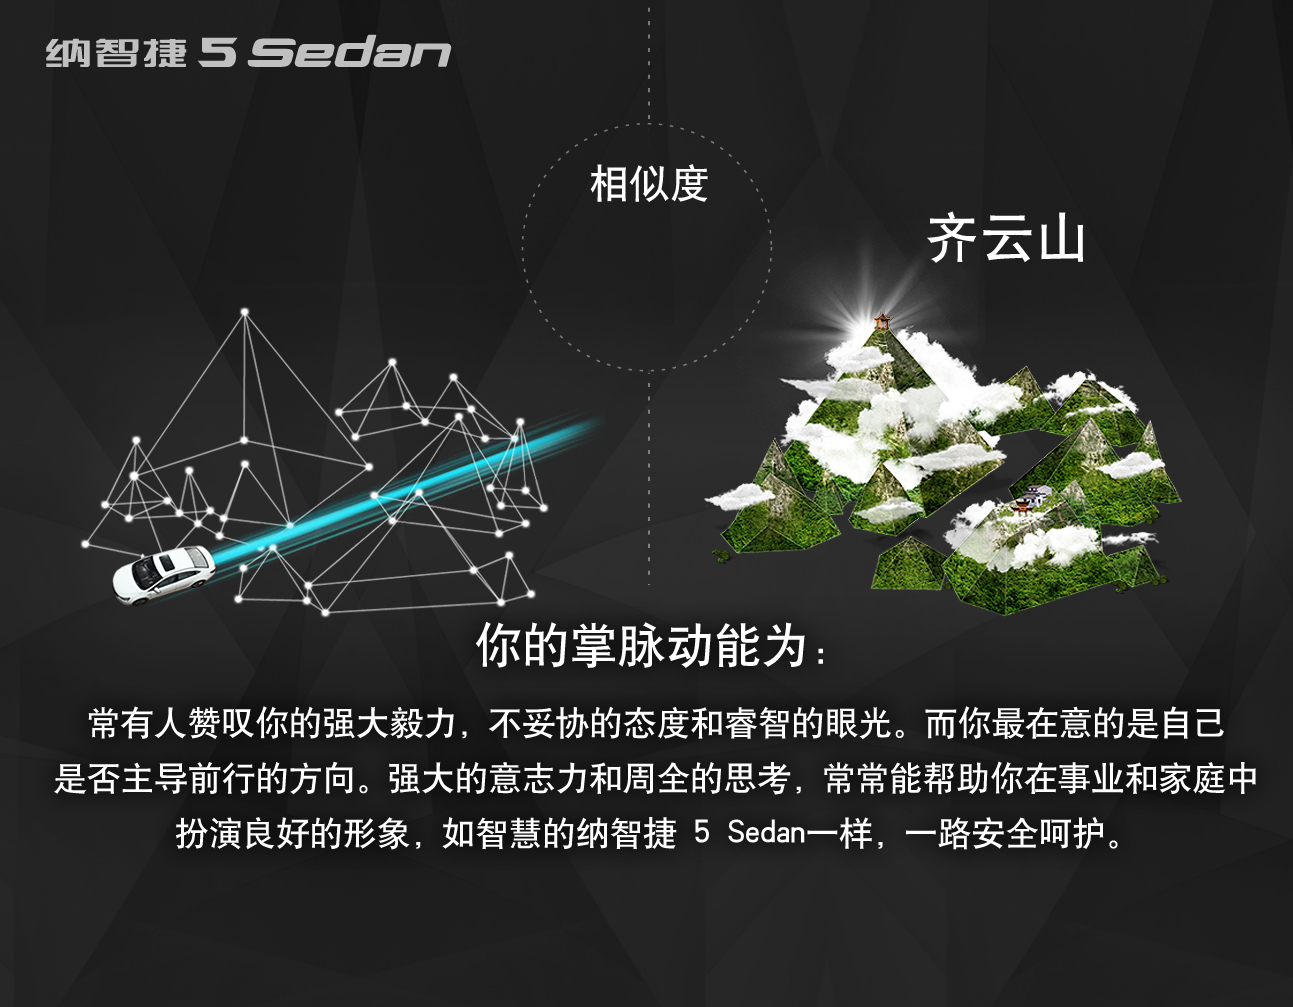 纳智捷 5 Sedan
相似度
齐云山
你的掌脉动能为：
常有人赞叹你的强大毅力，不妥协的态度和睿智的眼光。而你最在意的是自己
是否主导前行的方向。强大的意志力和周全的思考，常常能帮助你在事业和家庭中
扮演良好的形象，如智慧的纳智捷 5 Sedan一样，一路安全呵护。